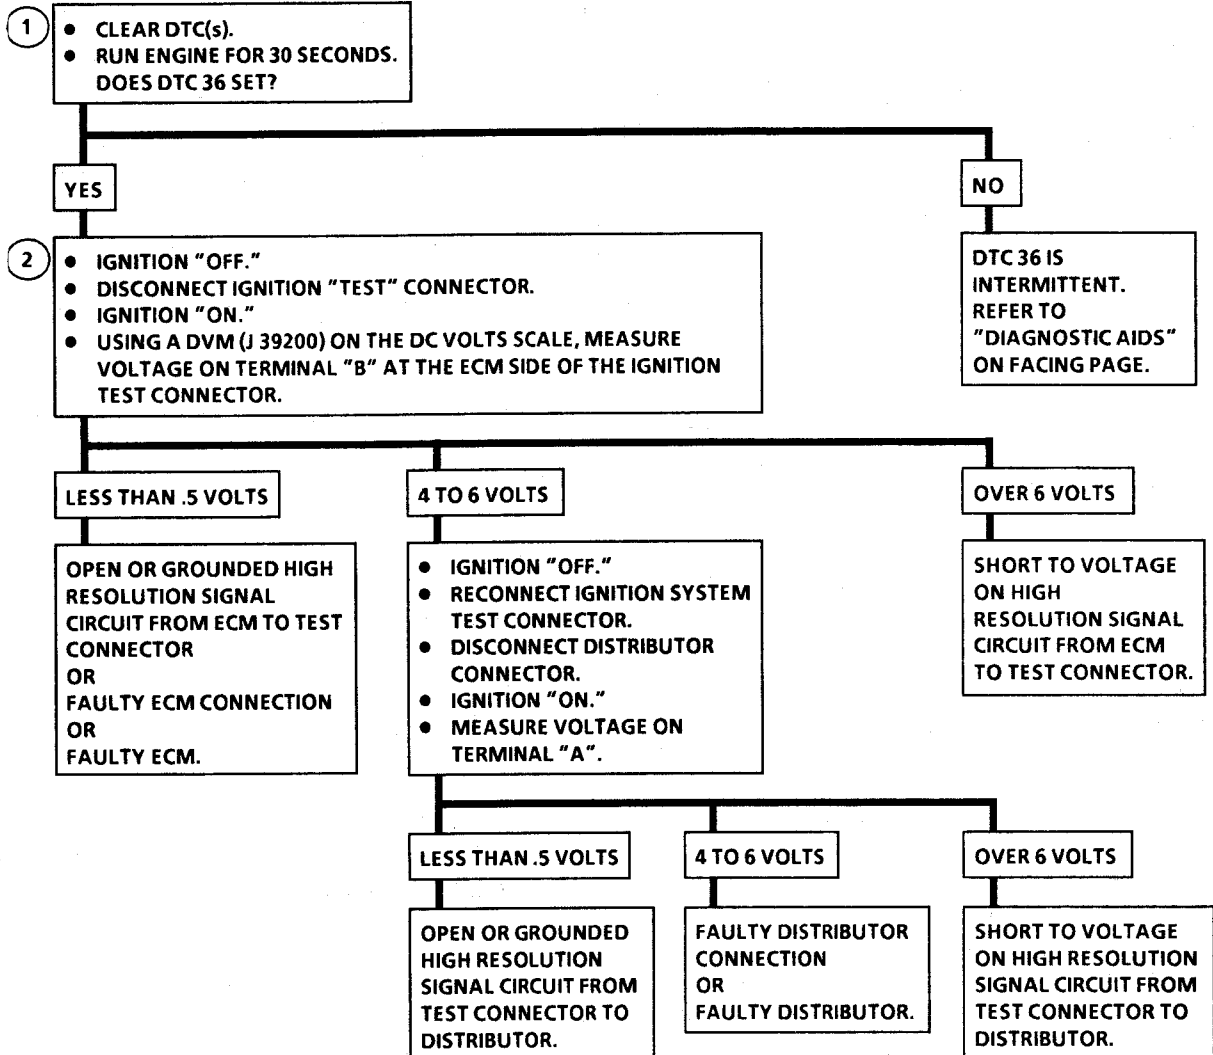 1
● CLEAR DTC(s).
● RUN ENGINE FOR 30 SECONDS.
DOES DTC 36 SET?
YES
NO
2
● IGNITION "OFF."
● DISCONNECT IGNITION "TEST" CONNECTOR.
● IGNITION "ON."
● USING A DVM (J 39200) ON THE DC VOLTS SCALE, MEASURE
VOLTAGE ON TERMINAL "B" AT THE ECM SIDE OF THE IGNITION
TEST CONNECTOR.
DTC 36 IS
INTERMITTENT.
REFER TO
"DIAGNOSTIC AIDS"
ON FACING PAGE.
LESS THAN .5 VOLTS
4 TO 6 VOLTS
OVER 6 VOLTS
OPEN OR GROUNDED HIGH
RESOLUTION SIGNAL
CIRCUIT FROM ECM TO TEST
CONNECTOR
OR
FAULTY ECM CONNECTION
OR
FAULTY ECM.
● IGNITION "OFF."
● RECONNECT IGNITION SYSTEM
TEST CONNECTOR.
● DISCONNECT DISTRIBUTOR
CONNECTOR.
● IGNITION "ON."
● MEASURE VOLTAGE ON
TERMINAL "A".
SHORT TO VOLTAGE
ON HIGH
RESOLUTION SIGNAL
CIRCUIT FROM ECM
TO TEST CONNECTOR.
LESS THAN .5 VOLTS
4 TO 6 VOLTS
OVER 6 VOLTS
OPEN OR GROUNDED
HIGH RESOLUTION
SIGNAL CIRCUIT FROM
TEST CONNECTOR TO
DISTRIBUTOR.
FAULTY DISTRIBUTOR
CONNECTION
OR
FAULTY DISTRIBUTOR.
SHORT TO VOLTAGE
ON HIGH RESOLUTION
SIGNAL CIRCUIT FROM
TEST CONNECTOR TO
DISTRIBUTOR.